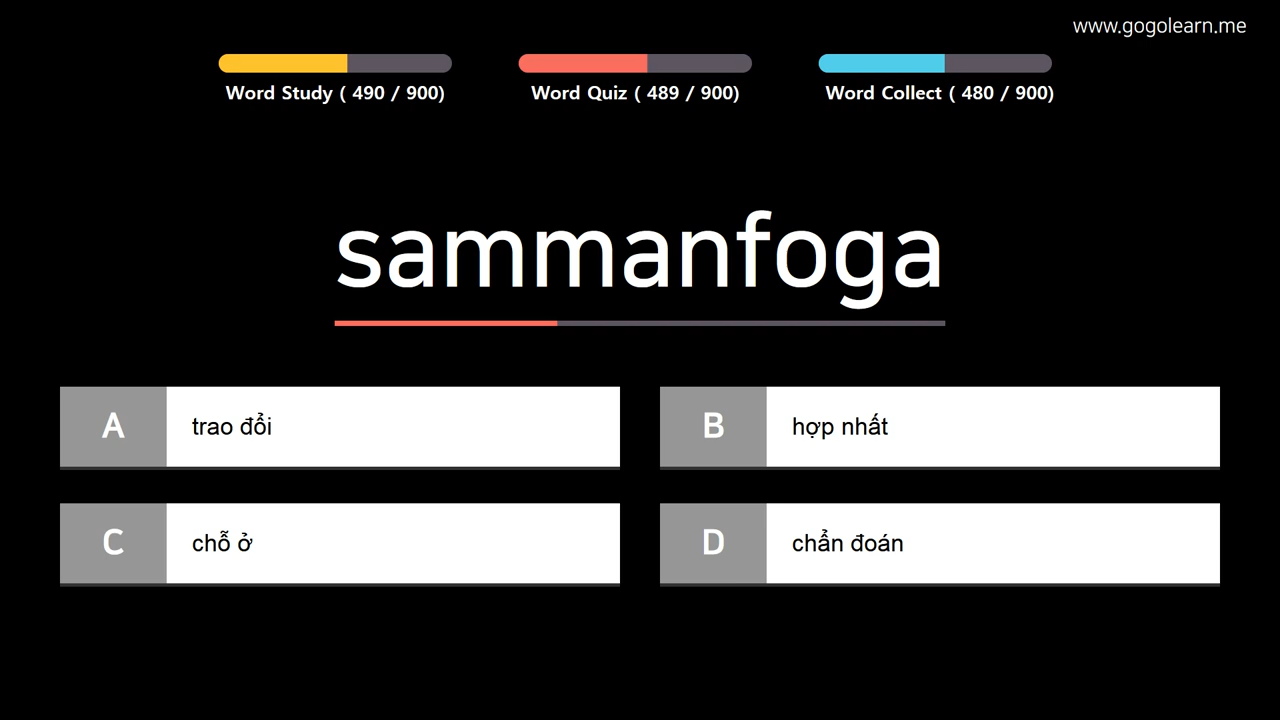 www.gogolearn.me
Word Study ( 490 / 900)
Word Quiz ( 489 / 900)
Word Collect ( 480 / 900)
sammanfoga
A
trao đổi
B
hợp nhất
C
chỗ ở
D
chẩn đoán